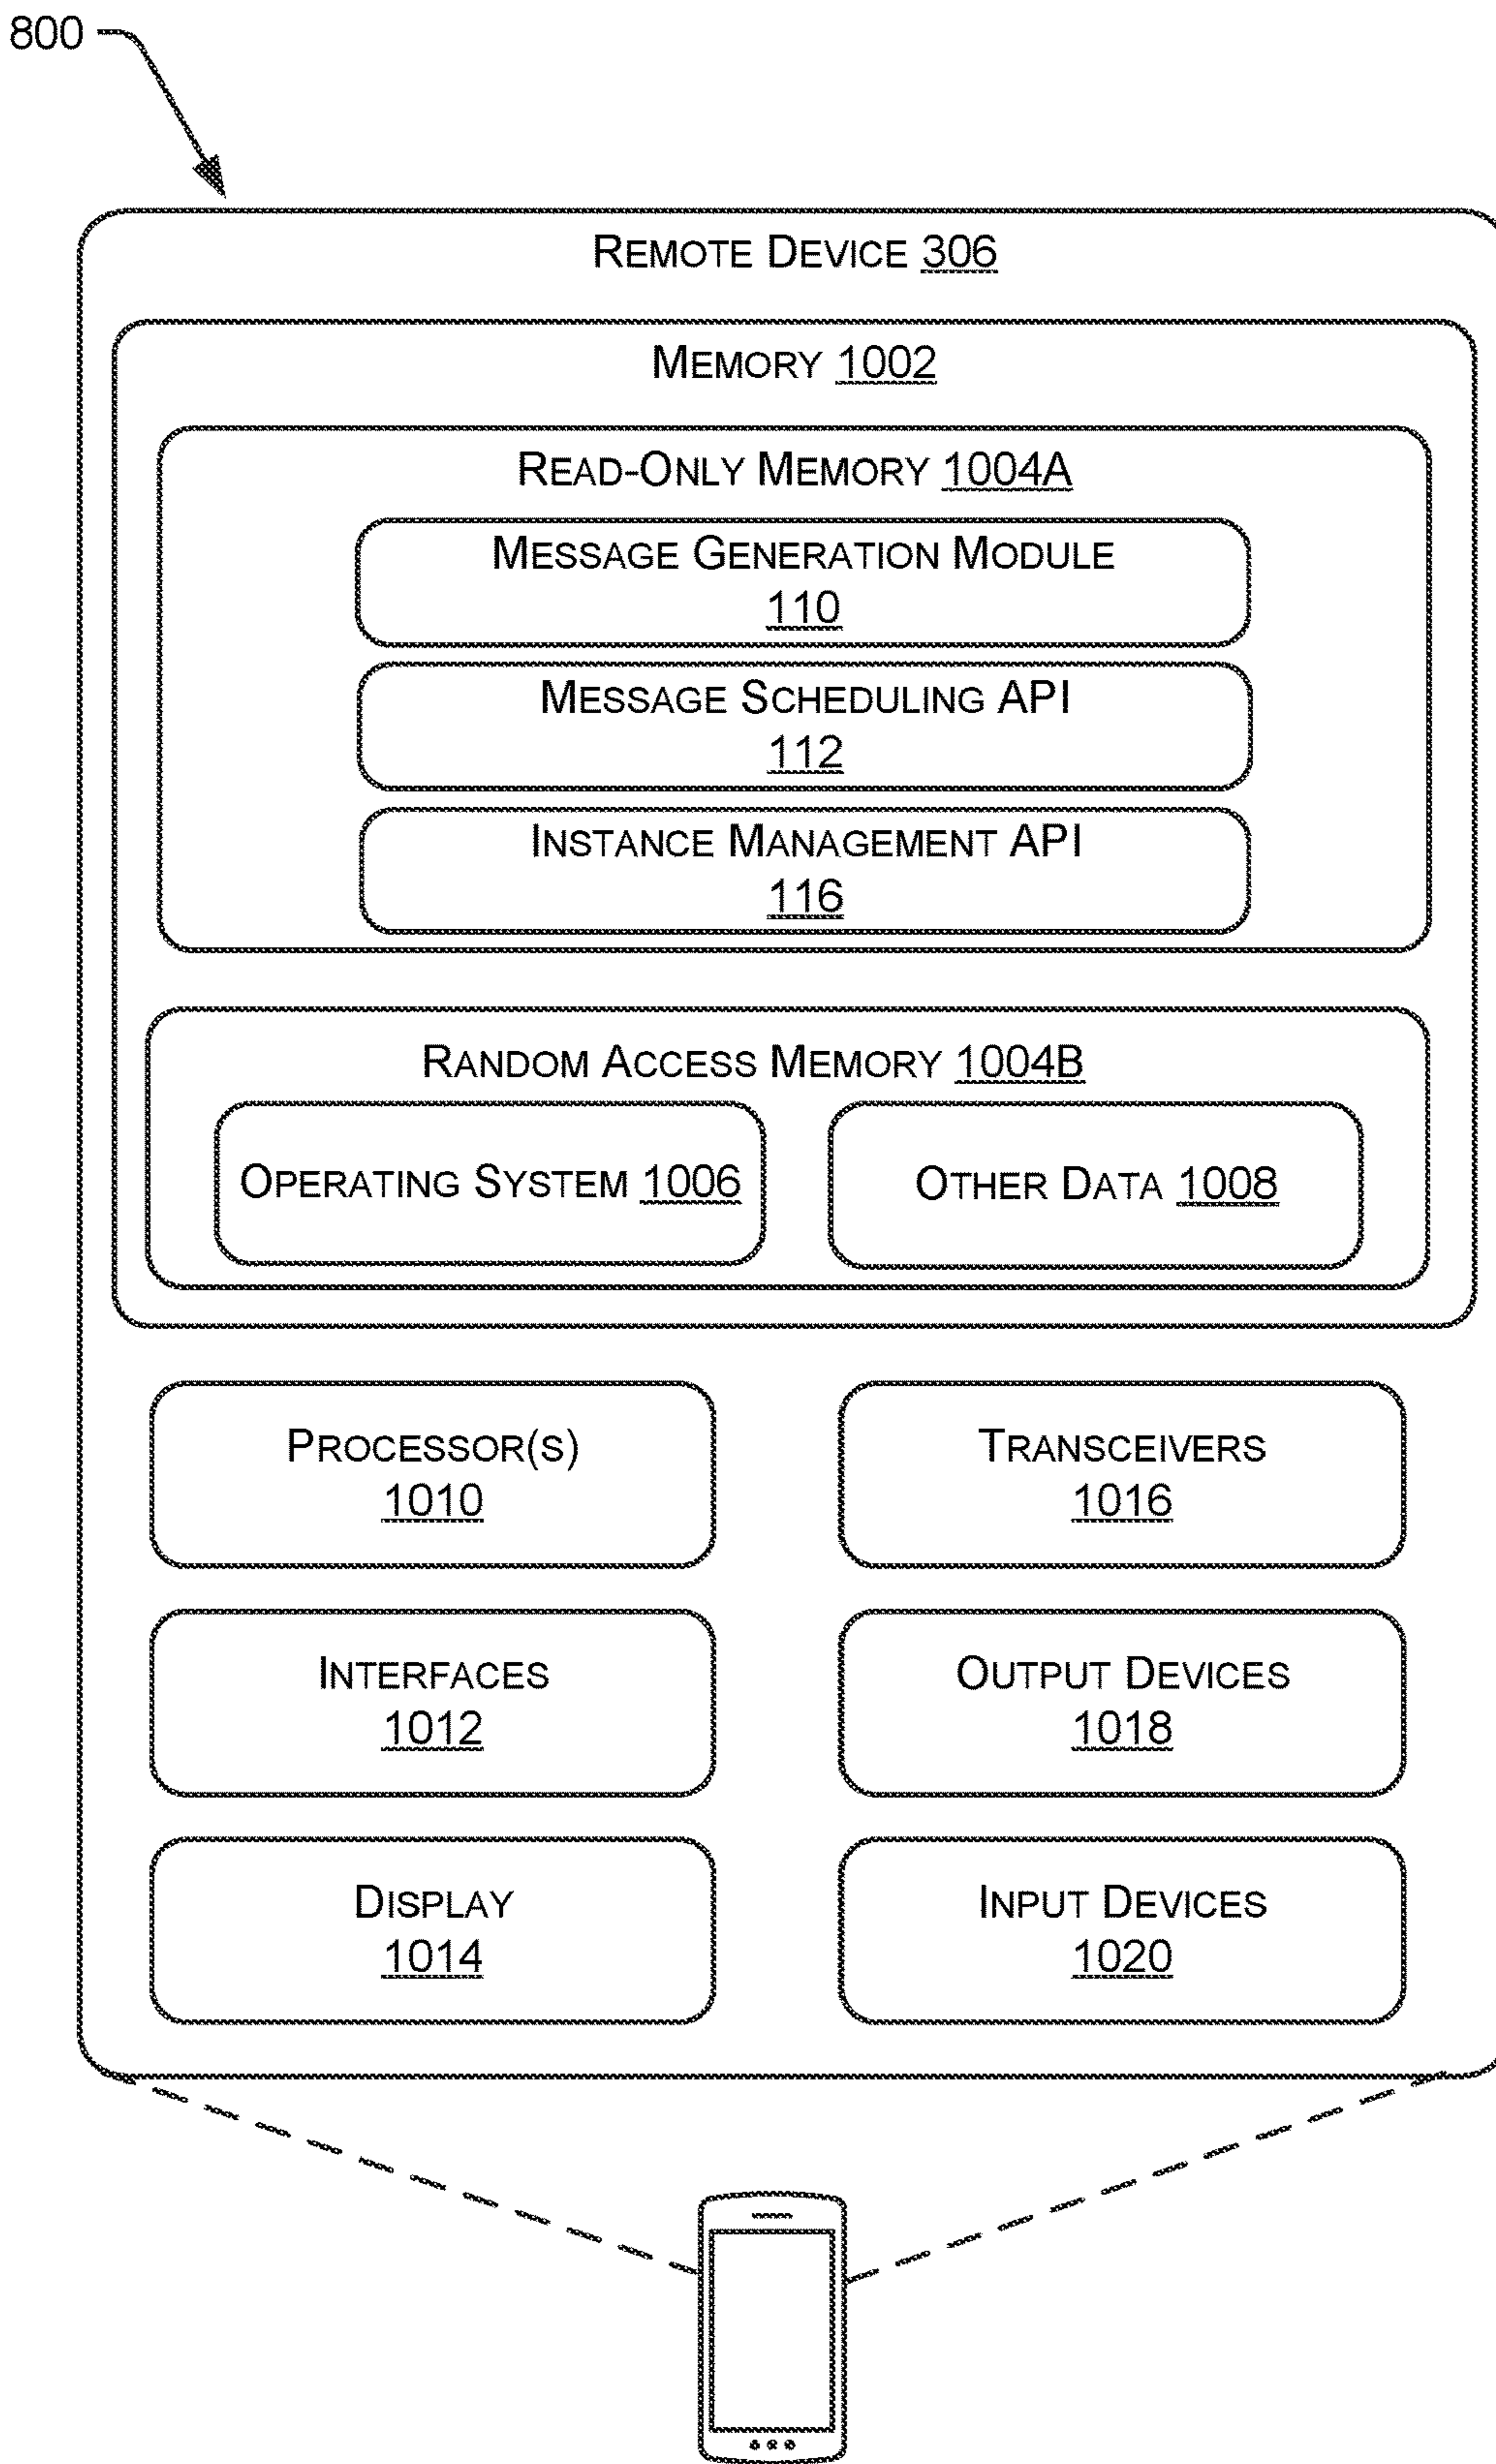 800
REMOTE DEVICE 306
MEMORY 1002
READ-ONLY MEMORY 1004A
MESSAGE GENERATION MODULE
110
MESSAGE SCHEDULING API
112
INSTANCE MANAGEMENT API
116
RANDOM ACCESS MEMORY 1004B
OPERATING SYSTEM 1006
OTHER DATA 1008
PROCESSOR(S)
1010
TRANSCEIVERS
1016
INTERFACES
1012
OUTPUT DEVICES
1018
DISPLAY
1014
INPUT DEVICES
1020